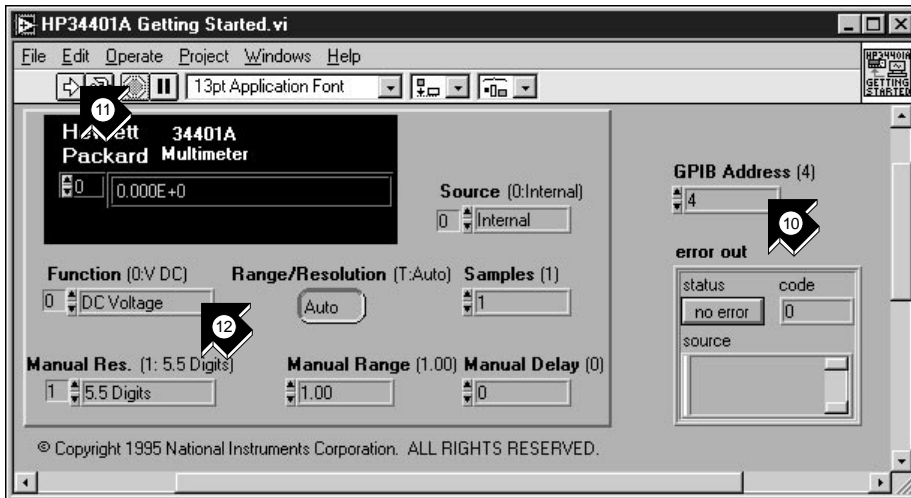 HP34401A Getting Started.vi
File Edit Operate Project Windows Help
13pt Application Font
HP34401A
GETTING
STARTED
11
Hewlett 34401A
Packard Multimeter
0 0.000E+0
Source (0:Internal)
0 Internal
GPIB Address (4)
4
10
error out
status code
no error 0
source
Function (0:V DC) Range/Resolution (T:Auto) Samples (1)
0 DC Voltage Auto 1
12
Manual Res. (1: 5.5 Digits) Manual Range (1.00) Manual Delay (0)
1 5.5 Digits 1.00 0
© Copyright 1995 National Instruments Corporation. ALL RIGHTS RESERVED.